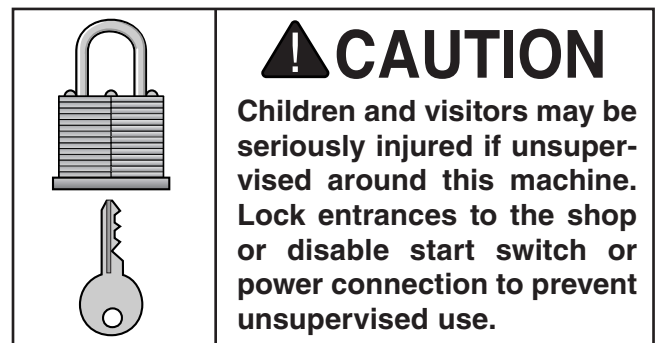 CAUTION
Children and visitors may be
seriously injured if unsuper-
vised around this machine.
Lock entrances to the shop
or disable start switch or
power connection to prevent
unsupervised use.